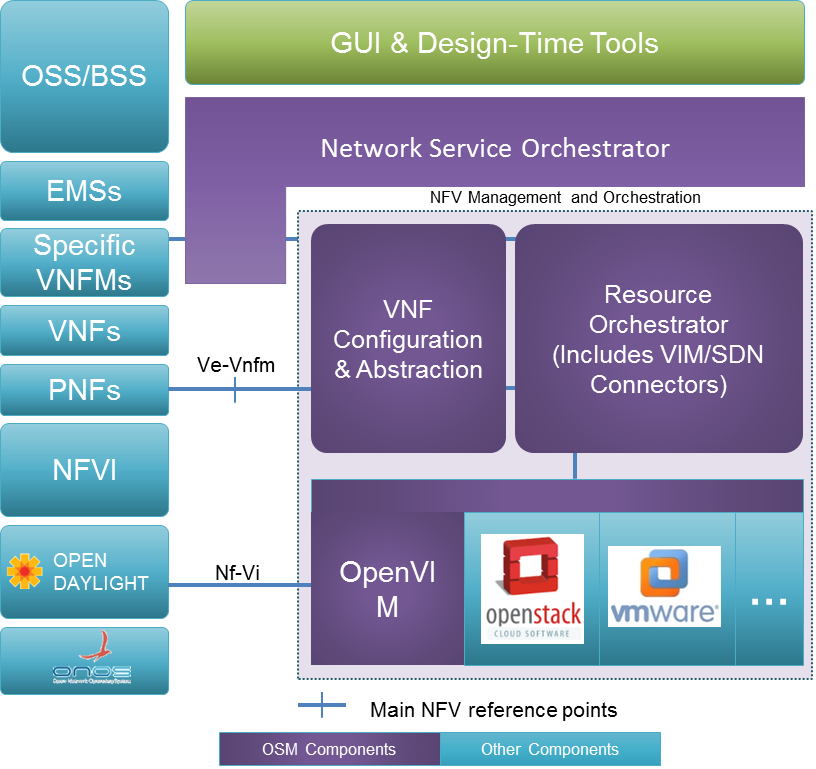 OSS/BSS
GUI & Design-Time Tools
Network Service Orchestrator
EMSs
NFV Management and Orchestration
Specific
VNFMs
VNF
Configuration
& Abstraction
Resource
Orchestrator
(Includes VIM/SDN
Connectors)
VNFs
Ve-Vnfm
PNFs
NFVI
OPEN
DAYLIGHT
Nf-Vi
OpenVI
M
openstack
CLOUD SOFTWARE
vmware®
...
onos
Main NFV reference points
OSM Components
Other Components